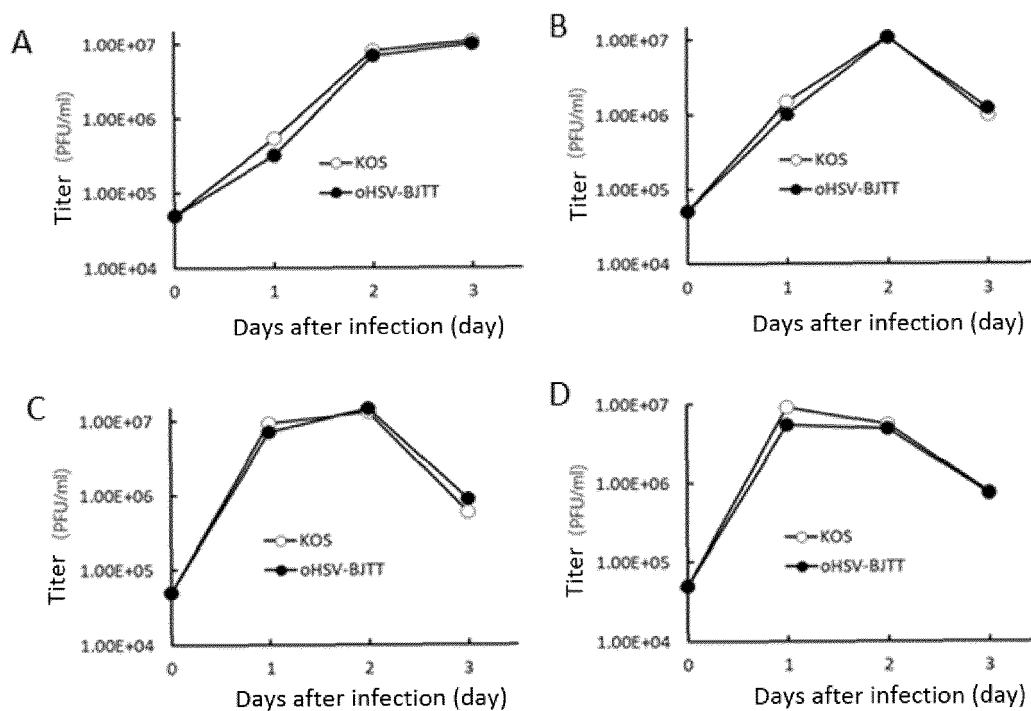 A
Titer (PFU/ml)
1.00E+07
1.00E+06
1.00E+05
1.00E+04
KOS
oHSV-BJTT
0 1 2 3
Days after infection (day)
B
Titer (PFU/ml)
1.00E+07
1.00E+06
1.00E+05
1.00E+04
KOS
oHSV-BJTT
0 1 2 3
Days after infection (day)
C
Titer (PFU/ml)
1.00E+07
1.00E+06
1.00E+05
1.00E+04
KOS
oHSV-BJTT
0 1 2 3
Days after infection (day)
D
Titer (PFU/ml)
1.00E+07
1.00E+06
1.00E+05
1.00E+04
KOS
oHSV-BJTT
0 1 2 3
Days after infection (day)